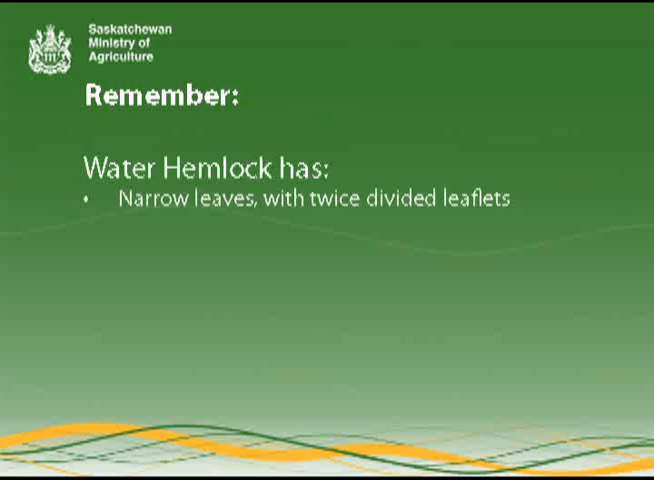 Saskatchewan
Ministry of
Agriculture
Remember:
Water Hemlock has:
• Narrow leaves, with twice divided leaflets